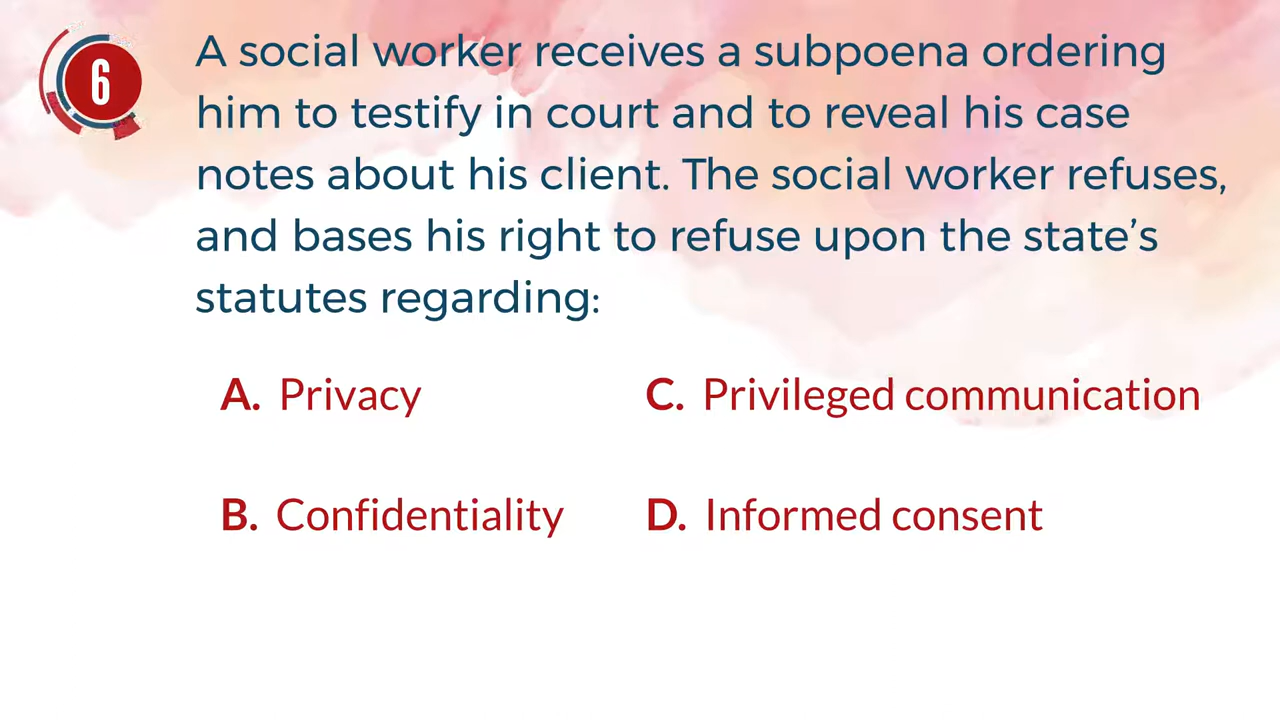 6
A social worker receives a subpoena ordering
him to testify in court and to reveal his case
notes about his client. The social worker refuses,
and bases his right to refuse upon the state’s
statutes regarding:
A. Privacy
C. Privileged communication
B. Confidentiality
D. Informed consent